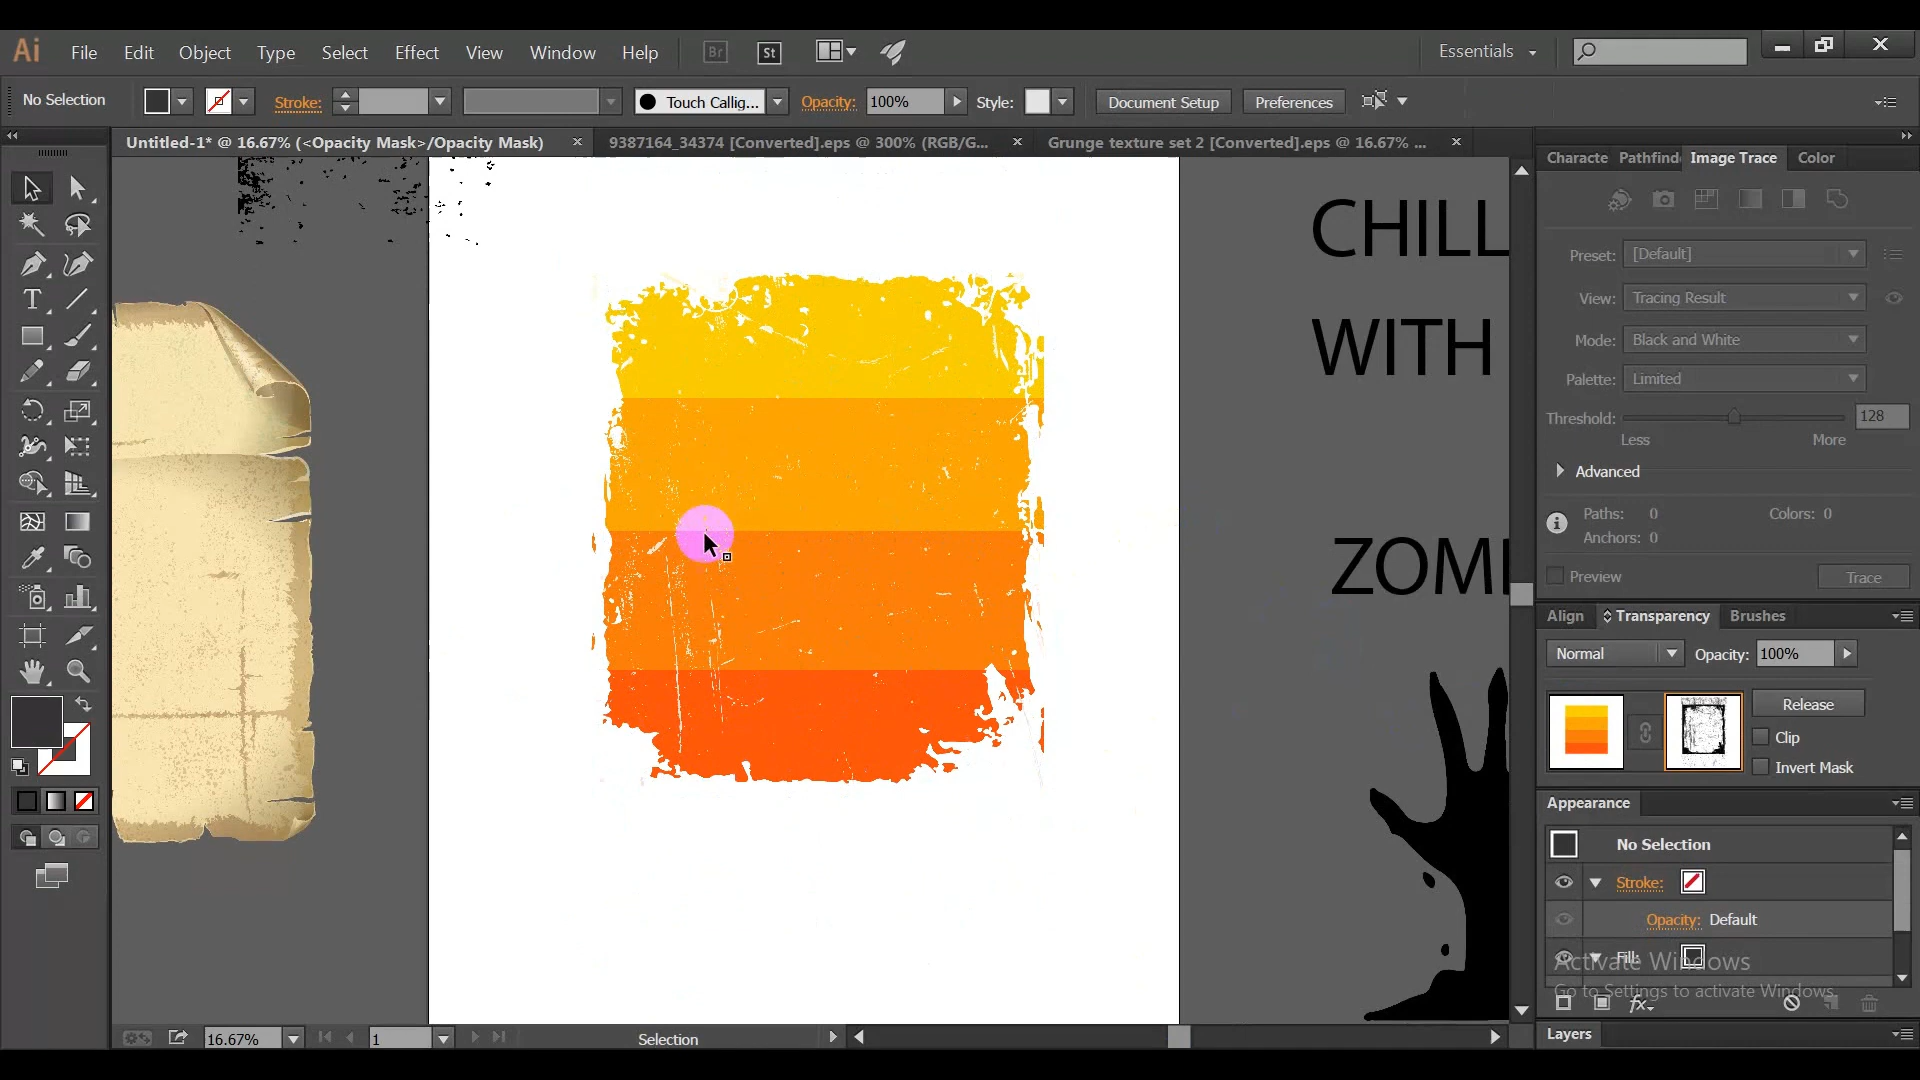 Ai File Edit Object Type Select Effect View Window Help Br St Essentials
No Selection Stroke: Touch Callig... Opacity: 100% Style: Document Setup Preferences
Untitled-1* @ 16.67% (<Opacity Mask>/Opacity Mask) × 9387164_34374 [Converted].eps @ 300% (RGB/G... × Grunge texture set 2 [Converted].eps @ 16.67% ... ×
Characte Pathfind Image Trace Color
CHILL
WITH
ZOM
Preset: [Default]
View: Tracing Result
Mode: Black and White
Palette: Limited
Threshold: 128
Less More
Advanced
Paths: 0 Colors: 0
Anchors: 0
Preview Trace
Align Transparency Brushes
Normal Opacity: 100%
Release
Clip
Invert Mask
Appearance
No Selection
Stroke:
Opacity: Default
Fill:
Activate Windows
Go to Settings to activate Windows.
fx
Layers
16.67% 1 Selection